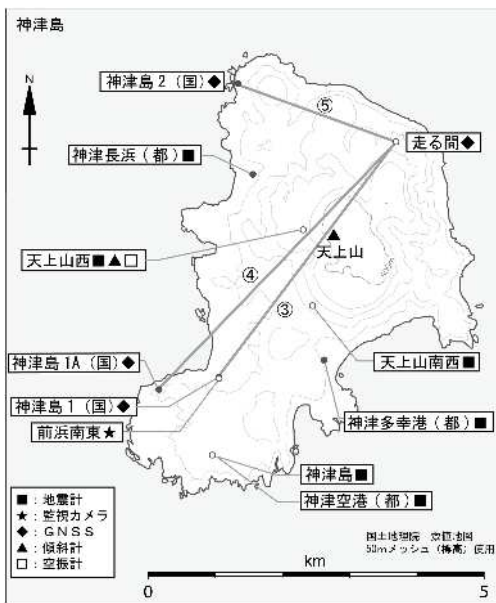 神津島
N
神津島2（国）◆
⑤
走る間◆
神津長浜（都）■
天上山西■▲□
天上山
④
③
神津島1A（国）◆
天上山南西■
神津島1（国）◆
前浜南東★
神津多幸港（都）■
神津島■
神津空港（都）■
■：地震計
★：監視カメラ
◆：GNSS
▲：傾斜計
□：空振計
国土地理院 数値地図
50mメッシュ（標高）使用
km
0 5